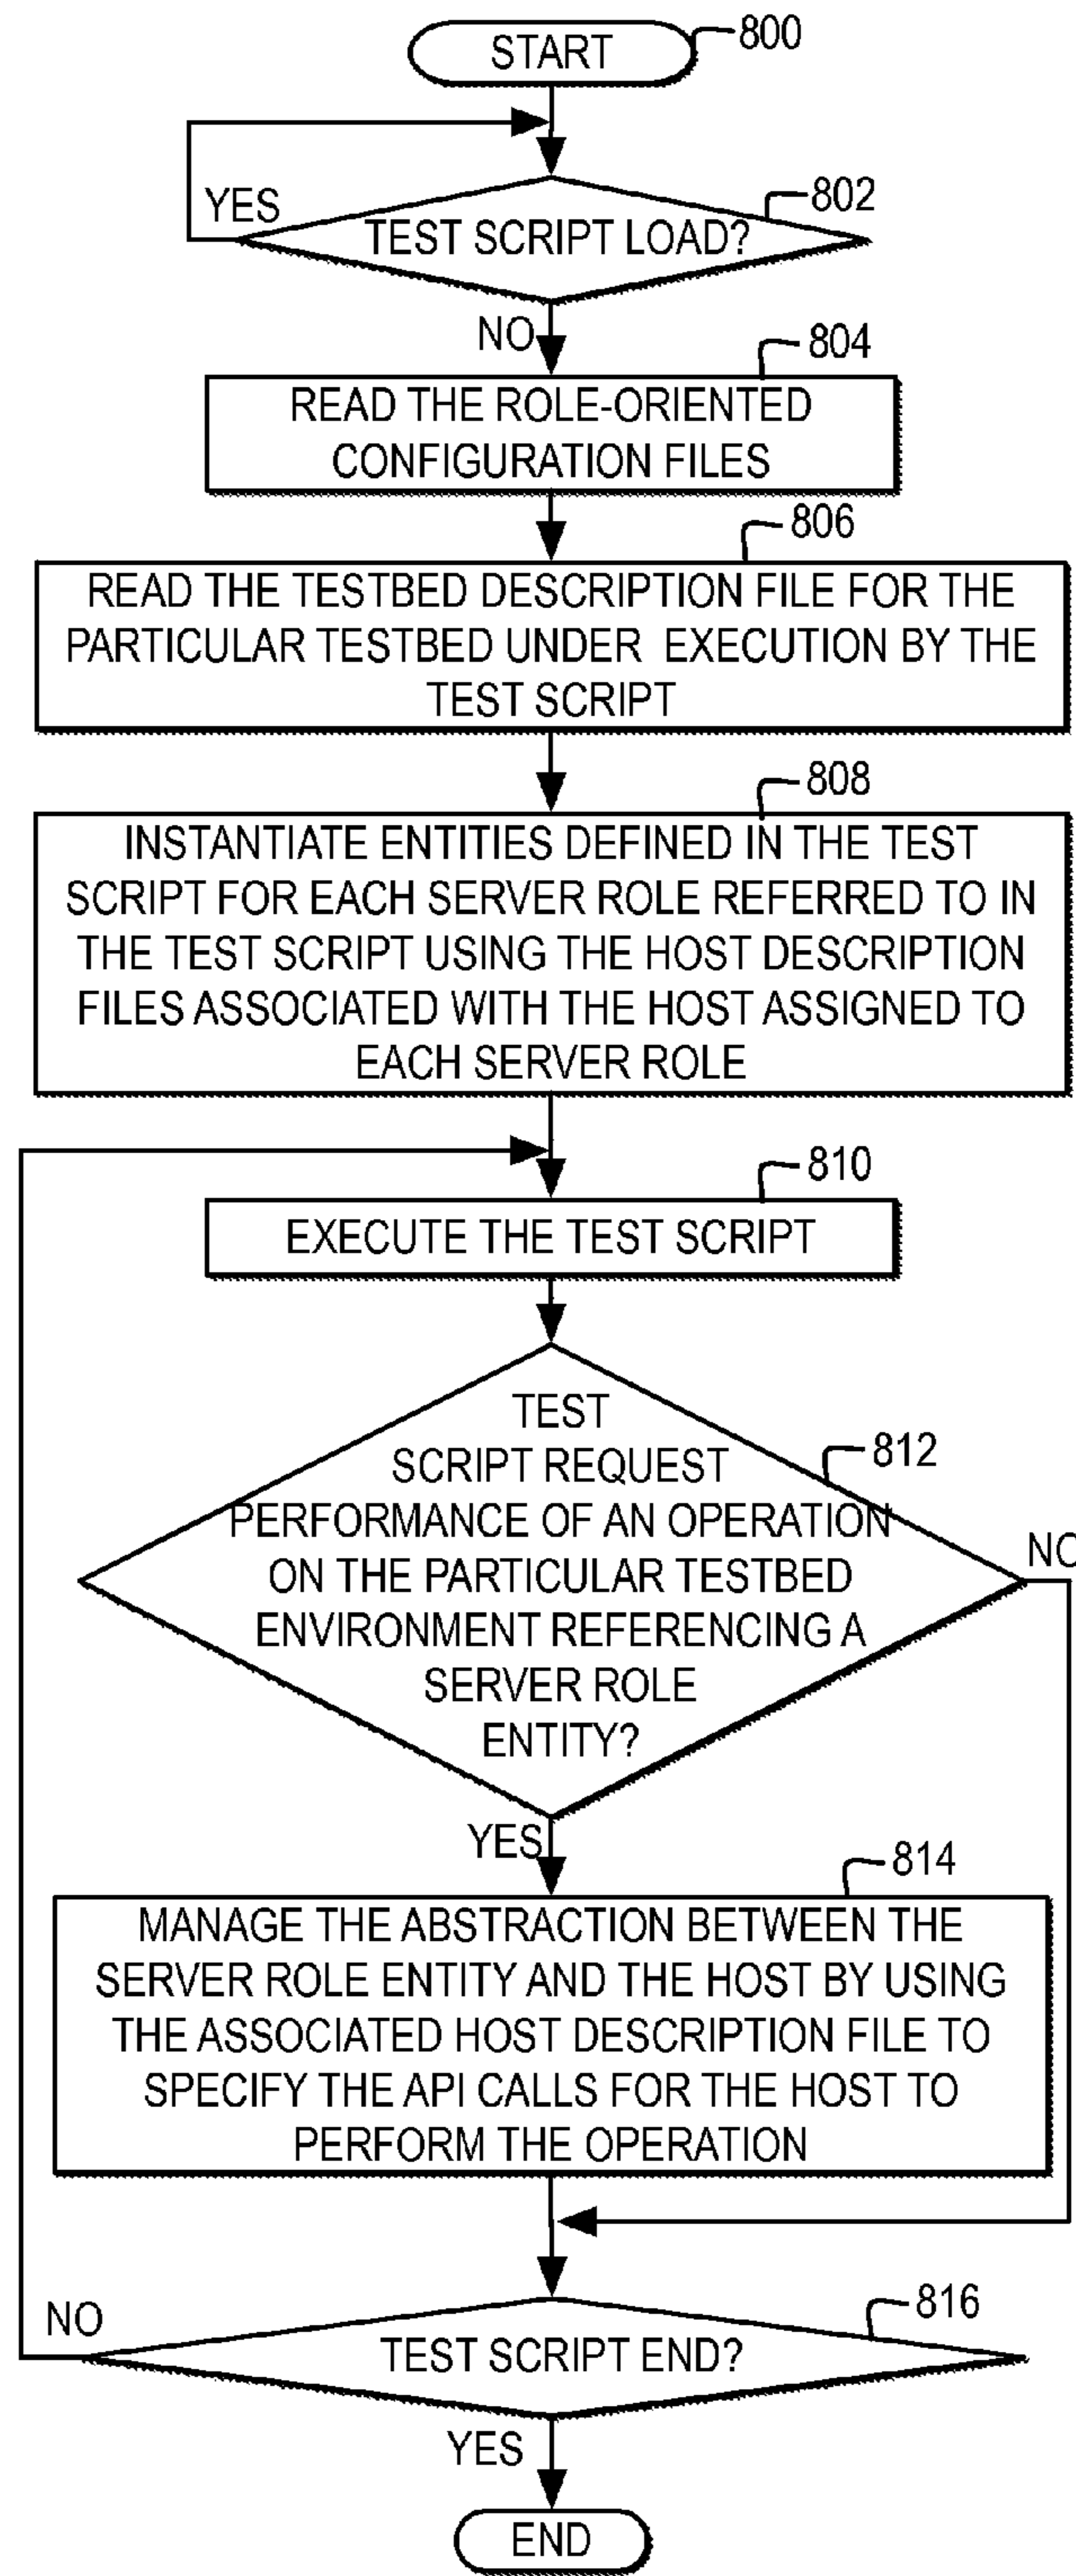 START
800
YES
TEST SCRIPT LOAD?
802
NO
804
READ THE ROLE-ORIENTED
CONFIGURATION FILES
806
READ THE TESTBED DESCRIPTION FILE FOR THE
PARTICULAR TESTBED UNDER EXECUTION BY THE
TEST SCRIPT
808
INSTANTIATE ENTITIES DEFINED IN THE TEST
SCRIPT FOR EACH SERVER ROLE REFERRED TO IN
THE TEST SCRIPT USING THE HOST DESCRIPTION
FILES ASSOCIATED WITH THE HOST ASSIGNED TO
EACH SERVER ROLE
810
EXECUTE THE TEST SCRIPT
812
TEST
SCRIPT REQUEST
PERFORMANCE OF AN OPERATION
ON THE PARTICULAR TESTBED
ENVIRONMENT REFERENCING A
SERVER ROLE
ENTITY?
NO
YES
814
MANAGE THE ABSTRACTION BETWEEN THE
SERVER ROLE ENTITY AND THE HOST BY USING
THE ASSOCIATED HOST DESCRIPTION FILE TO
SPECIFY THE API CALLS FOR THE HOST TO
PERFORM THE OPERATION
816
NO
TEST SCRIPT END?
YES
END